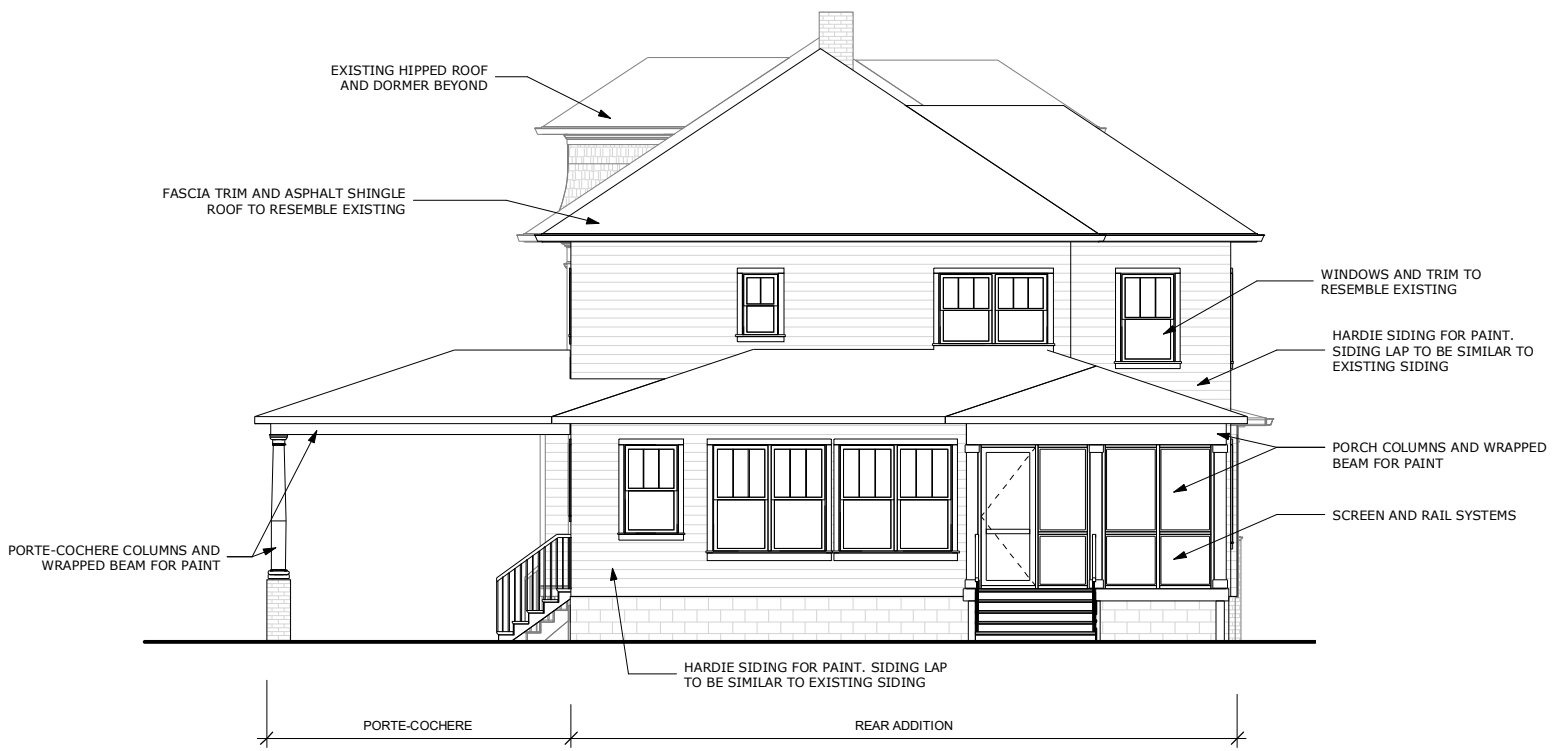 EXISTING HIPPED ROOF
AND DORMER BEYOND
FASCIA TRIM AND ASPHALT SHINGLE
ROOF TO RESEMBLE EXISTING
WINDOWS AND TRIM TO
RESEMBLE EXISTING
HARDIE SIDING FOR PAINT.
SIDING LAP TO BE SIMILAR TO
EXISTING SIDING
PORCH COLUMNS AND WRAPPED
BEAM FOR PAINT
SCREEN AND RAIL SYSTEMS
PORTE-COCHERE COLUMNS AND
WRAPPED BEAM FOR PAINT
HARDIE SIDING FOR PAINT. SIDING LAP
TO BE SIMILAR TO EXISTING SIDING
PORTE-COCHERE
REAR ADDITION